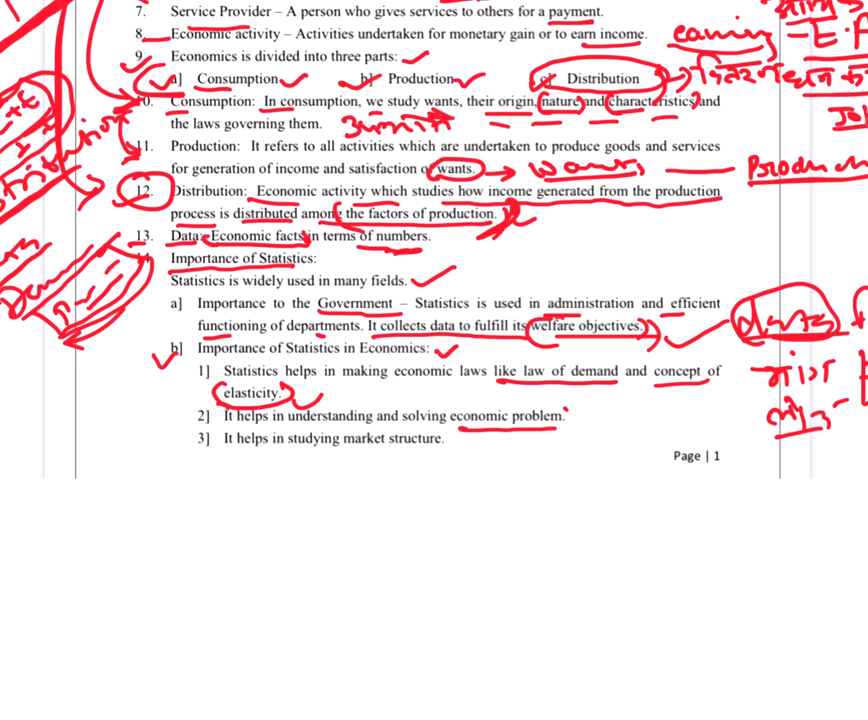 7. Service Provider – A person who gives services to others for a payment.
8. Economic activity – Activities undertaken for monetary gain or to earn income.
earning = E.
9. Economics is divided into three parts:
a] Consumption b] Production c] Distribution
10. Consumption: In consumption, we study wants, their origin, nature and characteristics, and
the laws governing them.
11. Production: It refers to all activities which are undertaken to produce goods and services
for generation of income and satisfaction of wants. → wants
12. Distribution: Economic activity which studies how income generated from the production
process is distributed among the factors of production.
13. Data: Economic facts in terms of numbers.
14. Importance of Statistics:
Statistics is widely used in many fields.
a] Importance to the Government – Statistics is used in administration and efficient
functioning of departments. It collects data to fulfill its welfare objectives.
data
b] Importance of Statistics in Economics:
1] Statistics helps in making economic laws like law of demand and concept of
elasticity.
2] It helps in understanding and solving economic problem.
3] It helps in studying market structure.
Page | 1